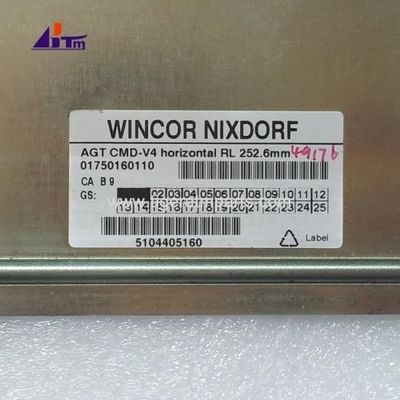 WINCOR NIXDORF
AGT CMD-V4 horizontal RL 252.6mm 49176
01750160110
CA B9
GS: 02 03 04 05 06 07 08 09 10 11 12
13 14 15 16 17 18 19 20 21 22 23 24 25
5104405160
Label